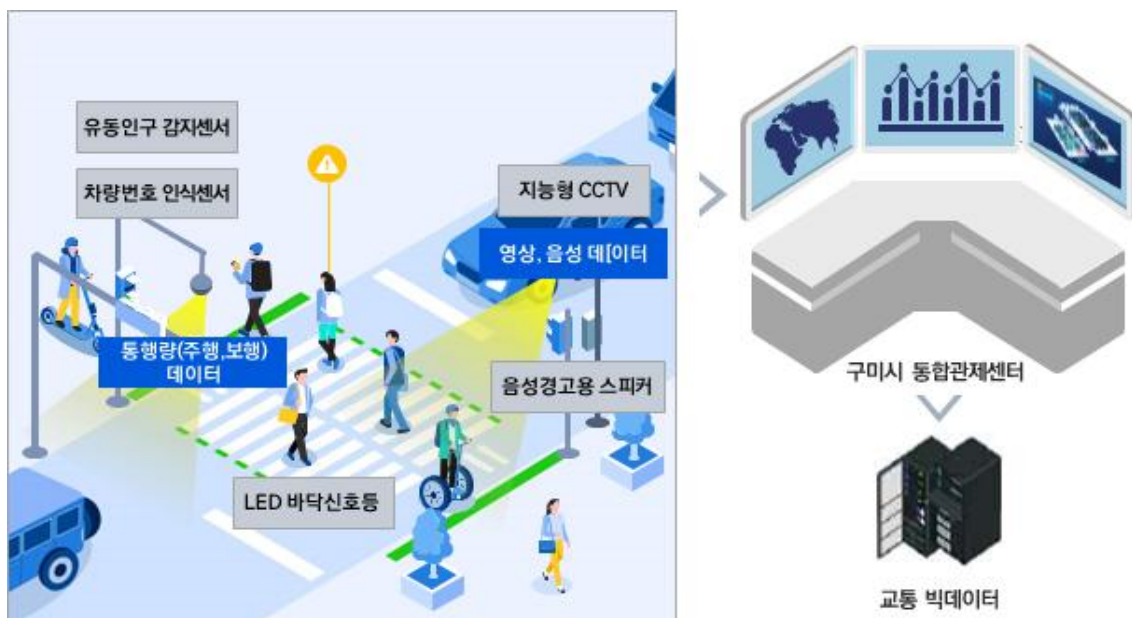 유동인구 감지센서
차량번호 인식센서
지능형 CCTV
영상, 음성 데[이터
통행량(주행,보행)
데이터
음성경고용 스피커
LED 바닥신호등
구미시 통합관제센터
교통 빅데이터